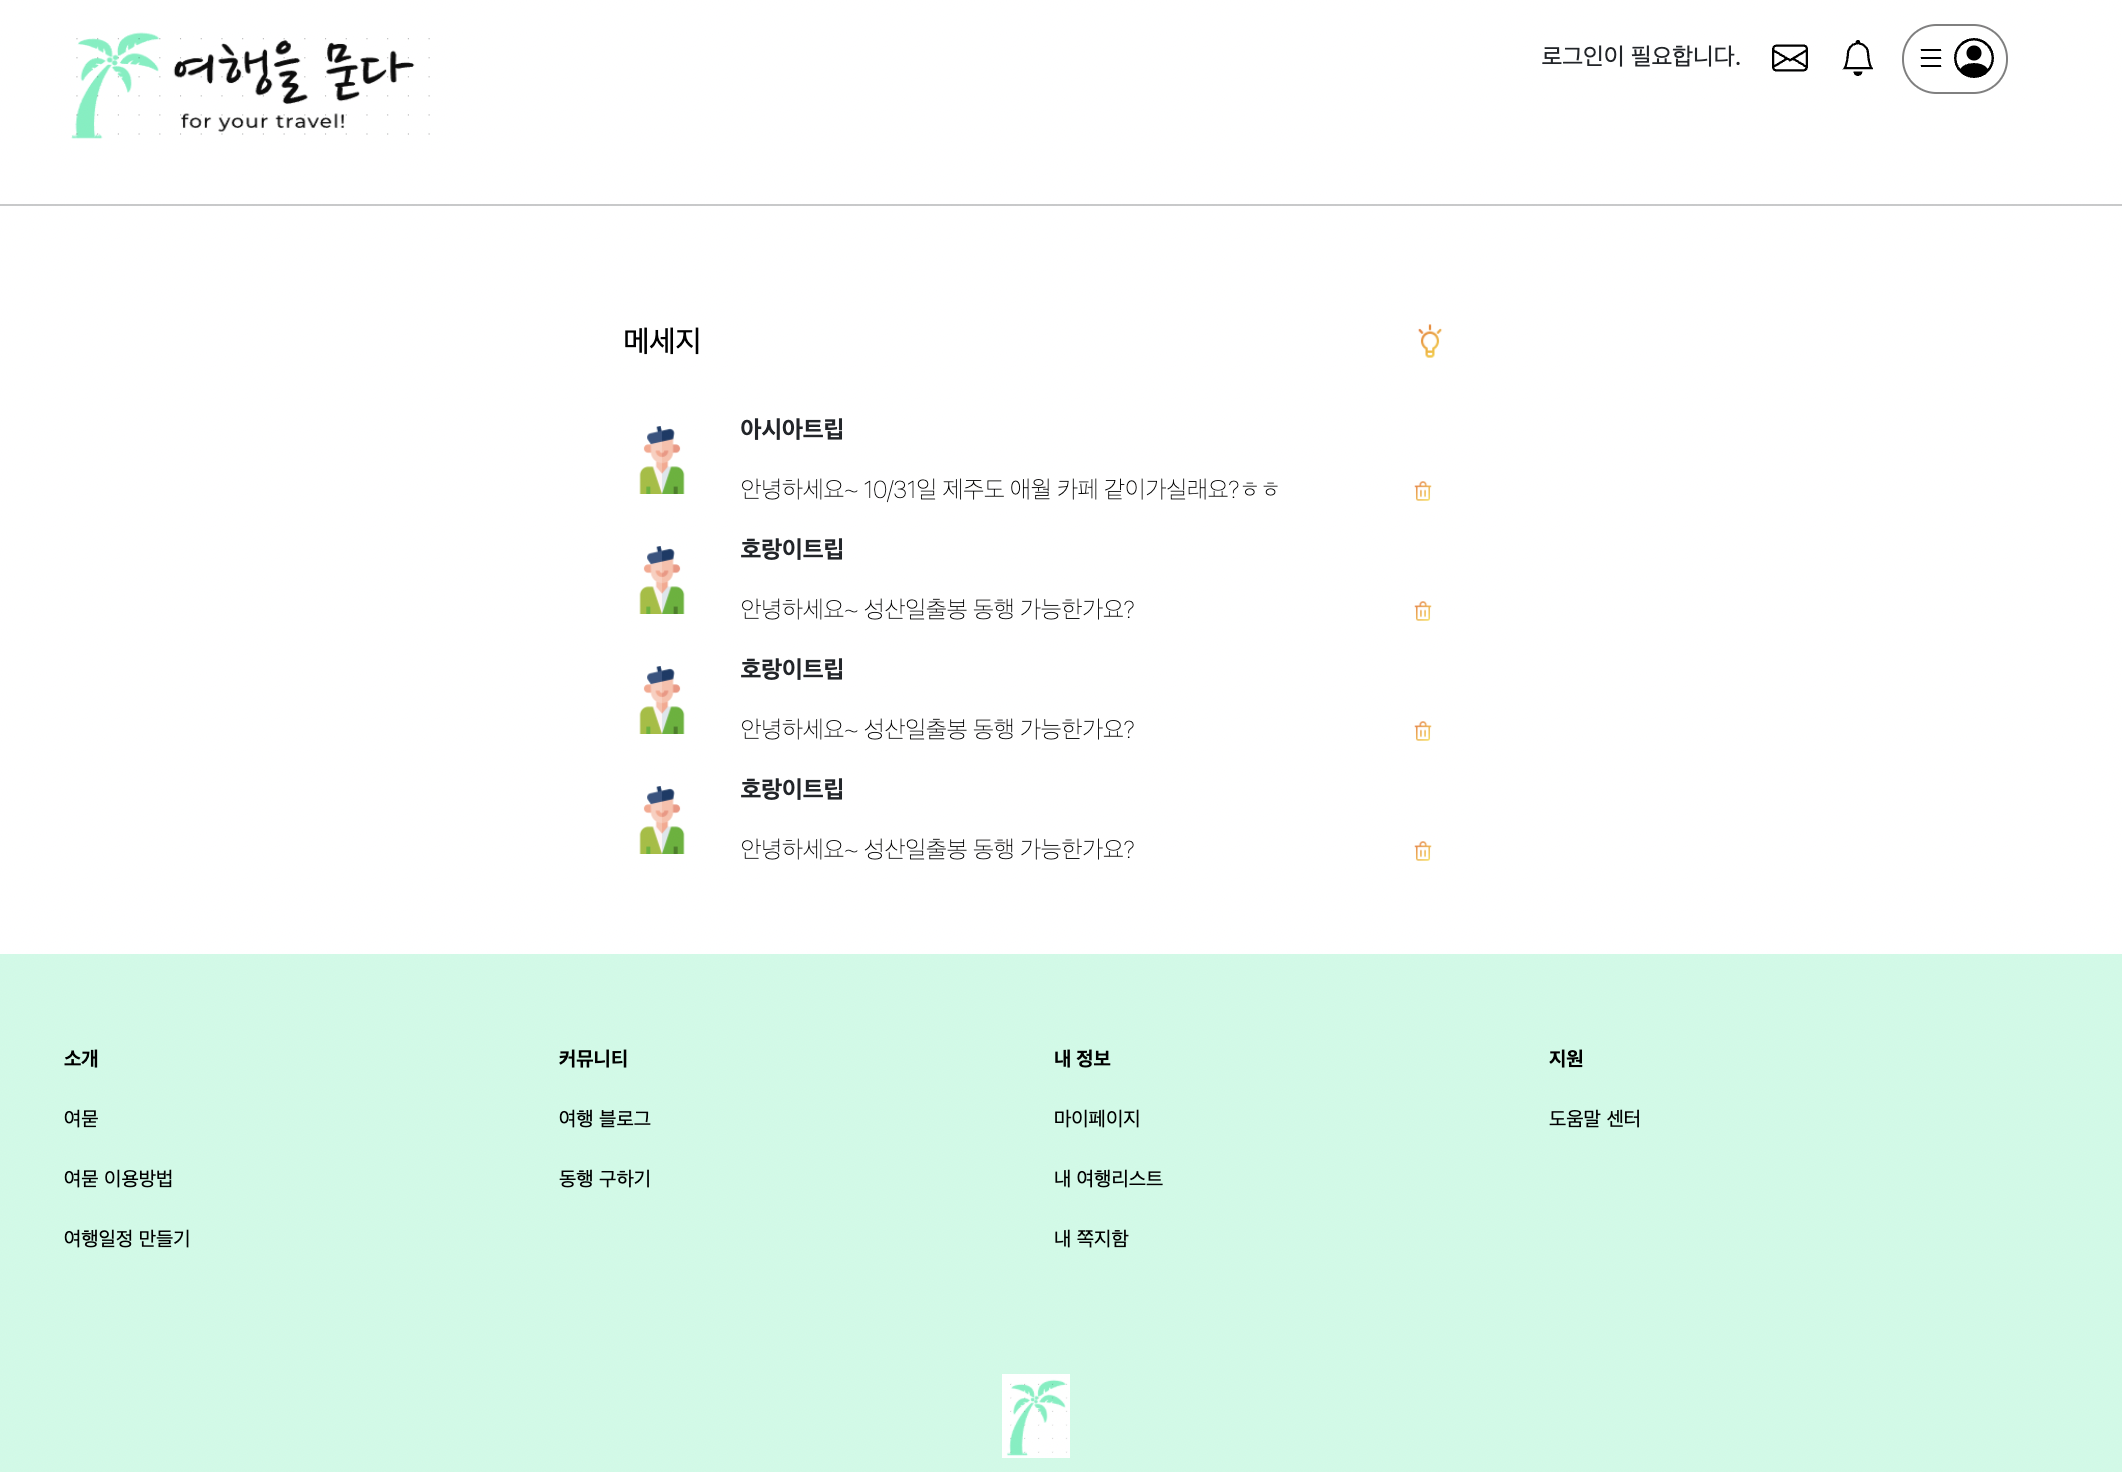 여행을 묻다
for your travel!
로그인이 필요합니다.
메세지
아시아트립
안녕하세요~ 10/31일 제주도 애월 카페 같이가실래요?ㅎㅎ
호랑이트립
안녕하세요~ 성산일출봉 동행 가능한가요?
호랑이트립
안녕하세요~ 성산일출봉 동행 가능한가요?
호랑이트립
안녕하세요~ 성산일출봉 동행 가능한가요?
소개
여묻
여묻 이용방법
여행일정 만들기
커뮤니티
여행 블로그
동행 구하기
내 정보
마이페이지
내 여행리스트
내 쪽지함
지원
도움말 센터